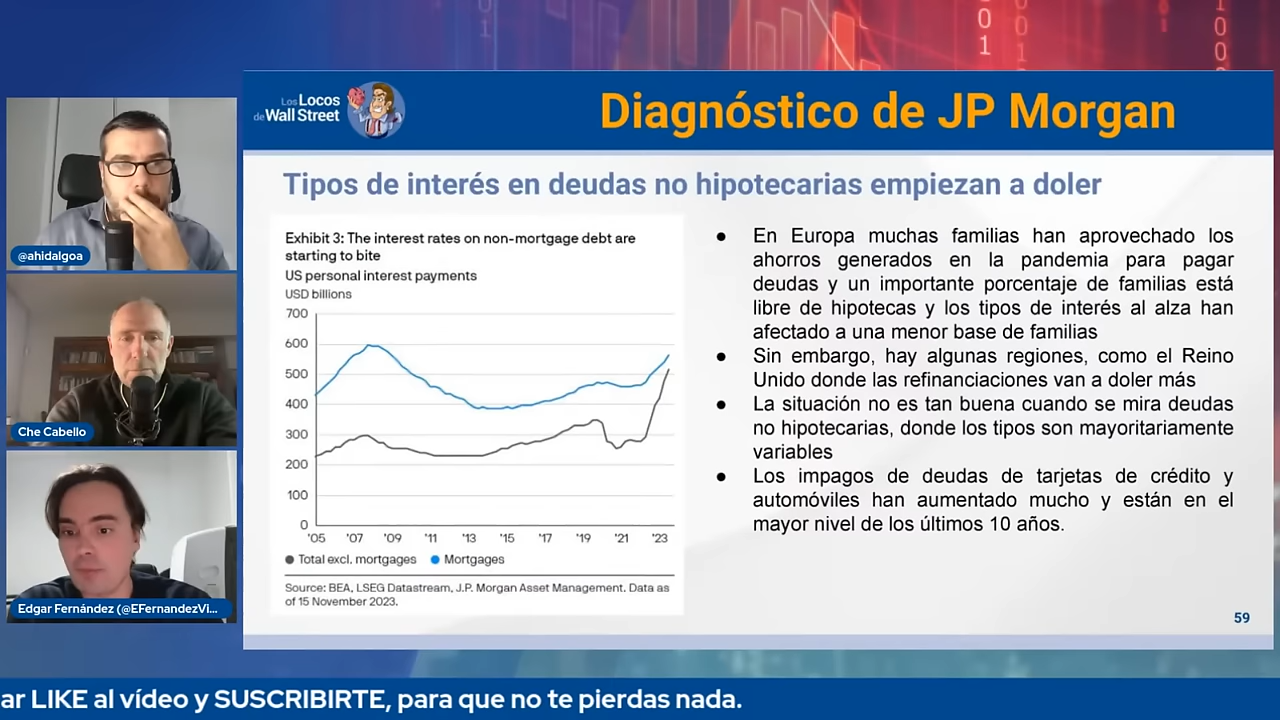 Los Locos
de Wall Street
Diagnóstico de JP Morgan
Tipos de interés en deudas no hipotecarias empiezan a doler
Exhibit 3: The interest rates on non-mortgage debt are
starting to bite
US personal interest payments
USD billions
700
600
500
400
300
200
100
0
'05 '07 '09 '11 '13 '15 '17 '19 '21 '23
Total excl. mortgages Mortgages
Source: BEA, LSEG Datastream, J.P. Morgan Asset Management. Data as
of 15 November 2023.
● En Europa muchas familias han aprovechado los
ahorros generados en la pandemia para pagar
deudas y un importante porcentaje de familias está
libre de hipotecas y los tipos de interés al alza han
afectado a una menor base de familias
● Sin embargo, hay algunas regiones, como el Reino
Unido donde las refinanciaciones van a doler más
● La situación no es tan buena cuando se mira deudas
no hipotecarias, donde los tipos son mayoritariamente
variables
● Los impagos de deudas de tarjetas de crédito y
automóviles han aumentado mucho y están en el
mayor nivel de los últimos 10 años.
59
@ahidalgoa
Che Cabello
Edgar Fernández (@EFernandezVi...
ar LIKE al vídeo y SUSCRIBIRTE, para que no te pierdas nada.